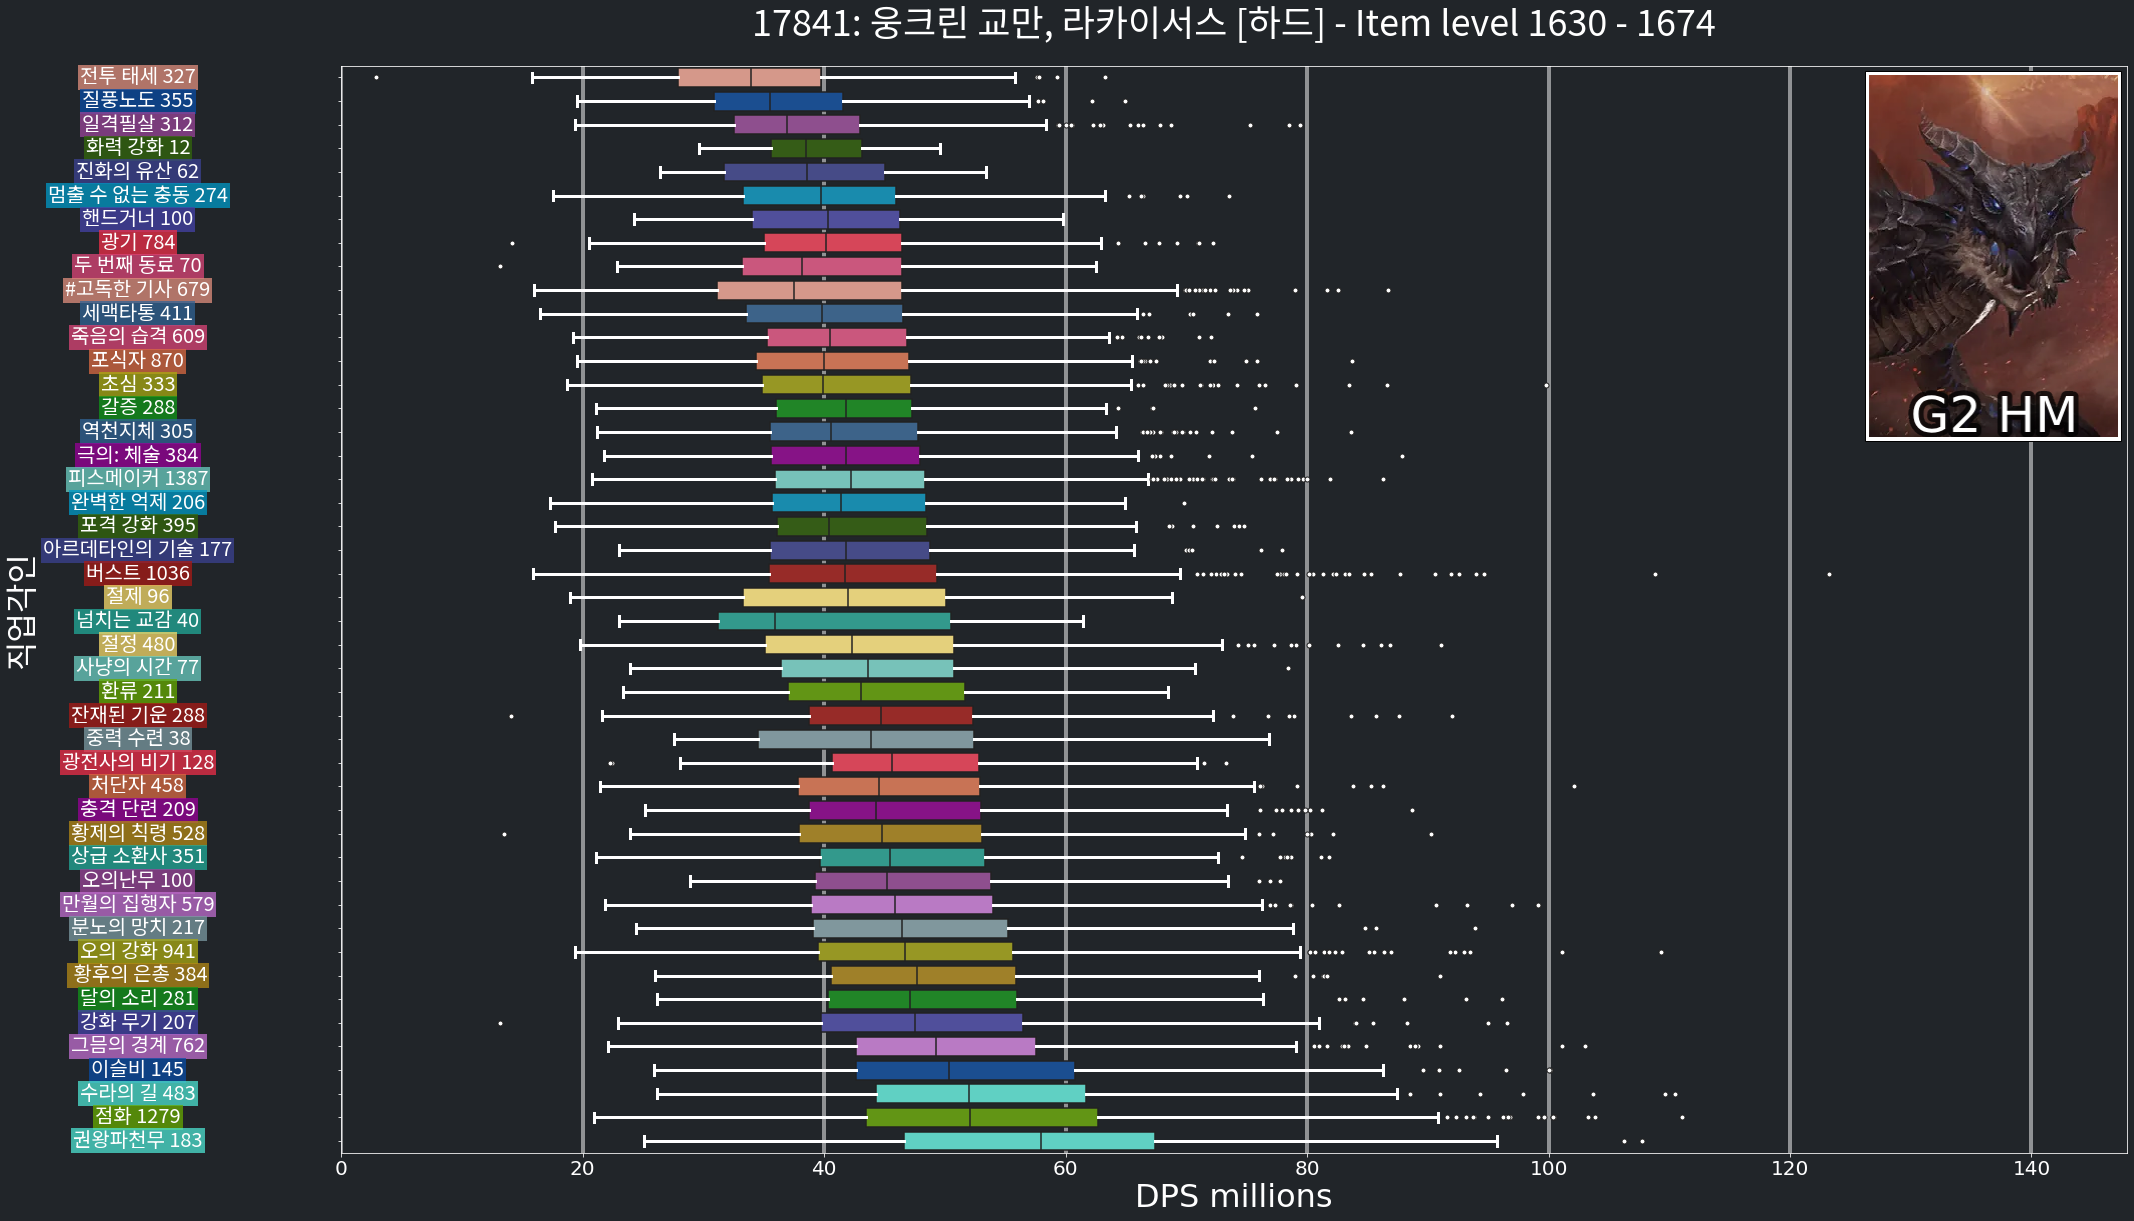 17841: 웅크린 교만, 라카이서스 [하드] - Item level 1630 - 1674
전투 태세 327
질풍노도 355
일격필살 312
화력 강화 12
진화의 유산 62
멈출 수 없는 충동 274
핸드거너 100
광기 784
두 번째 동료 70
#고독한 기사 679
세맥타통 411
죽음의 습격 609
포식자 870
초심 333
갈증 288
역천지체 305
극의: 체술 384
피스메이커 1387
완벽한 억제 206
포격 강화 395
아르데타인의 기술 177
버스트 1036
절제 96
넘치는 교감 40
절정 480
사냥의 시간 77
환류 211
잔재된 기운 288
중력 수련 38
광전사의 비기 128
처단자 458
충격 단련 209
황제의 칙령 528
상급 소환사 351
오의난무 100
만월의 집행자 579
분노의 망치 217
오의 강화 941
황후의 은총 384
달의 소리 281
강화 무기 207
그믐의 경계 762
이슬비 145
수라의 길 483
점화 1279
권왕파천무 183
직업각인
G2 HM
0 20 40 60 80 100 120 140
DPS millions